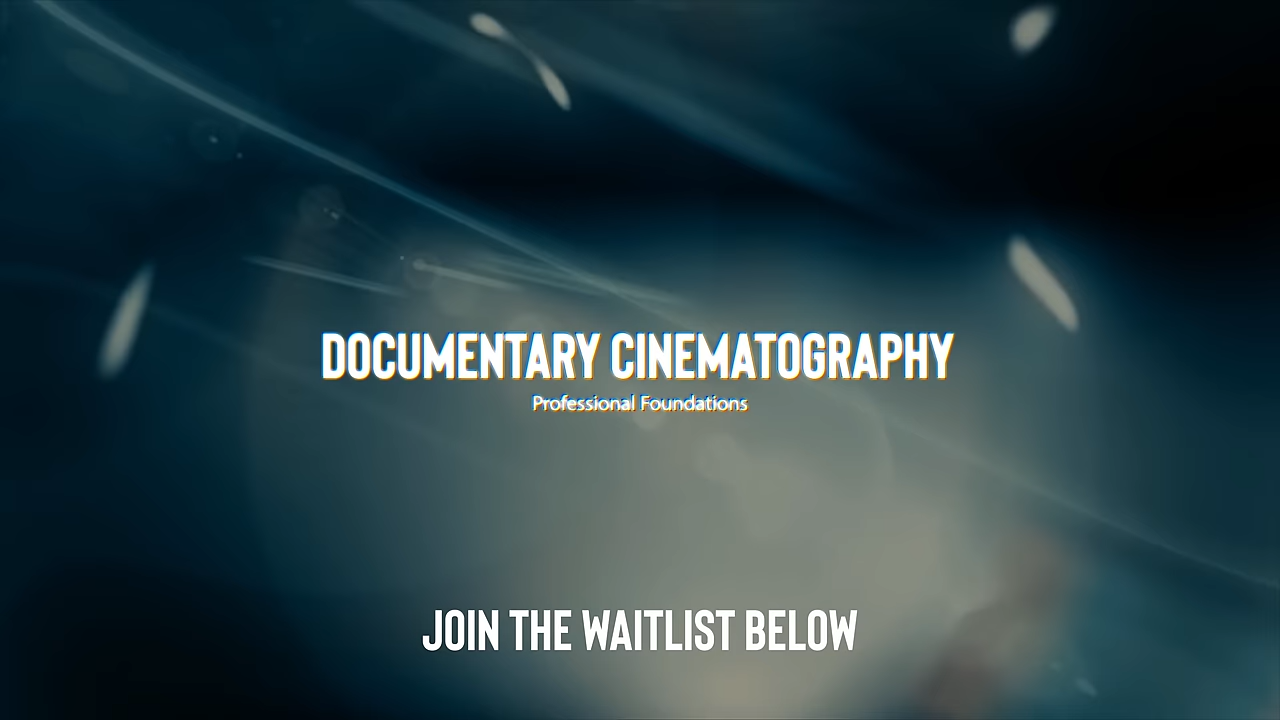 DOCUMENTARY CINEMATOGRAPHY
Professional Foundations
JOIN THE WAITLIST BELOW